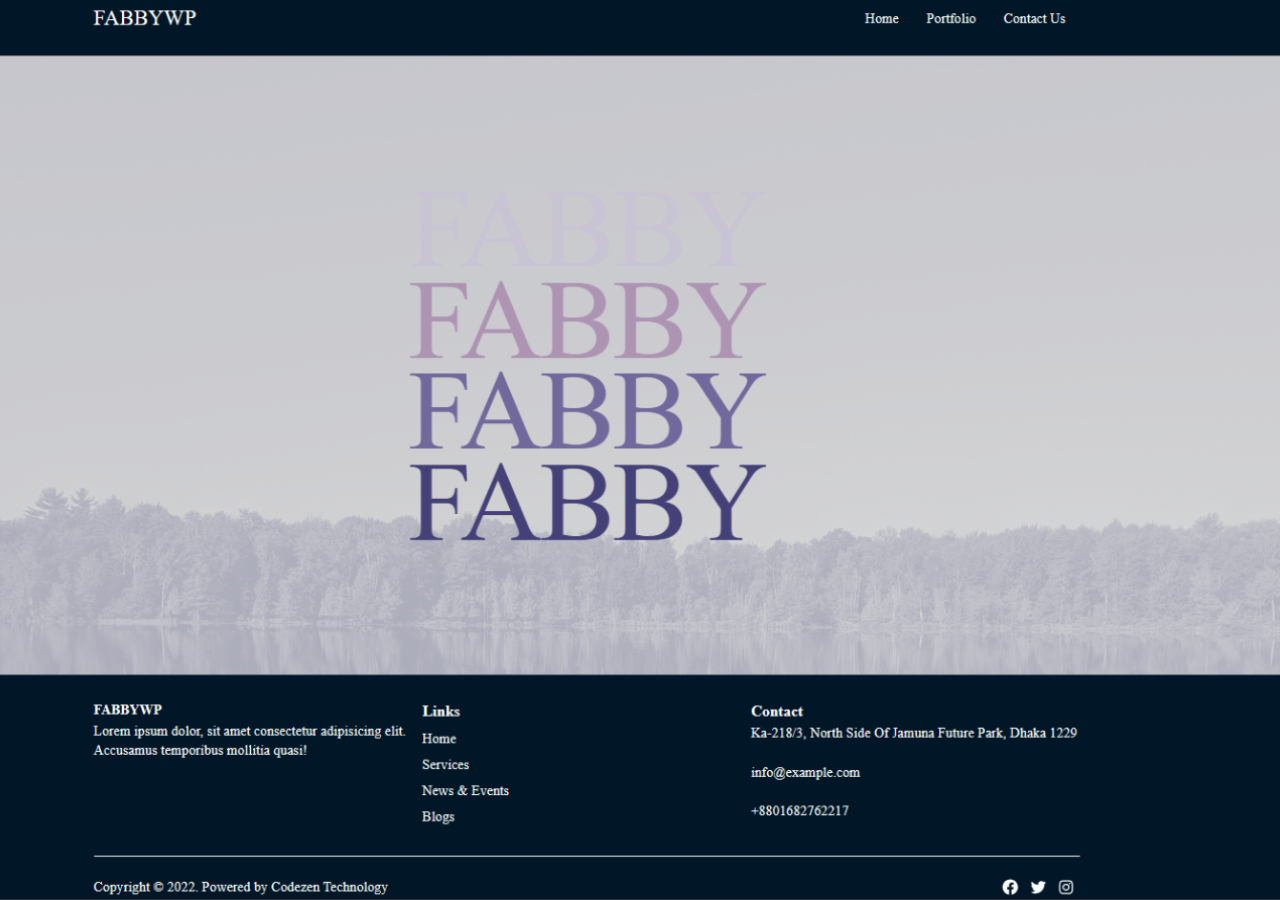 FABBYWP
Home Portfolio Contact Us
FABBY
FABBY
FABBY
FABBY
FABBYWP
Lorem ipsum dolor, sit amet consectetur adipisicing elit.
Accusamus temporibus mollitia quasi!
Links
Home
Services
News & Events
Blogs
Contact
Ka-218/3, North Side Of Jamuna Future Park, Dhaka 1229
info@example.com
+8801682762217
Copyright © 2022. Powered by Codezen Technology